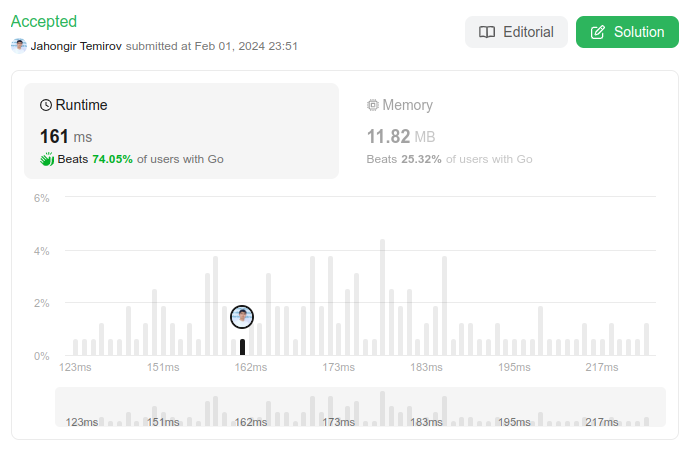 Accepted
Editorial
Solution
Jahongir Temirov submitted at Feb 01, 2024 23:51
Runtime
Memory
161 ms
11.82 MB
Beats 74.05% of users with Go
Beats 25.32% of users with Go
6%
4%
2%
0%
123ms 151ms 162ms 173ms 183ms 195ms 217ms
123ms 151ms 162ms 173ms 183ms 195ms 217ms